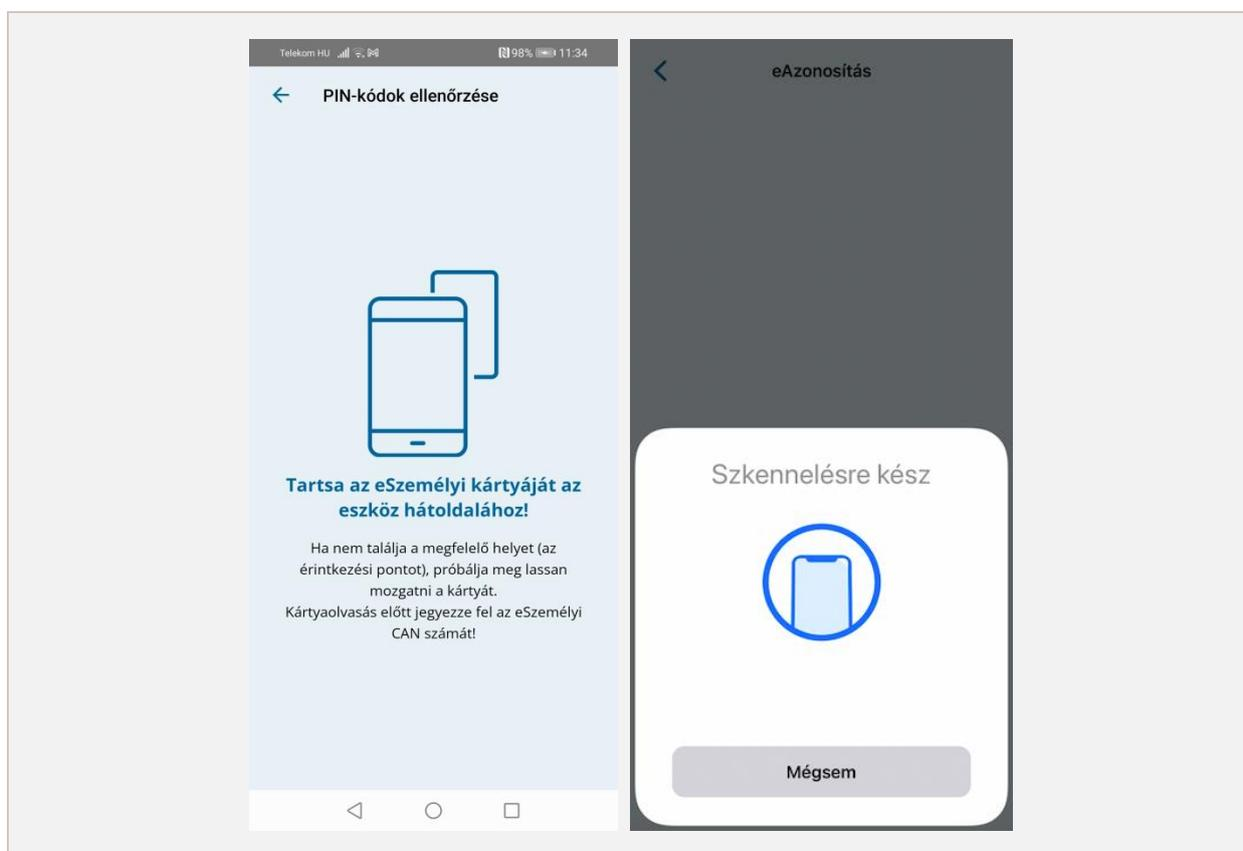 Telekom HU 98% 11:34
PIN-kódok ellenőrzése
Tartsa az eSzemélyi kártyáját az
eszköz hátoldalához!
Ha nem találja a megfelelő helyet (az
érintkezési pontot), próbálja meg lassan
mozgatni a kártyát.
Kártyaolvasás előtt jegyezze fel az eSzemélyi
CAN számát!
eAzonosítás
Szkennelésre kész
Mégsem